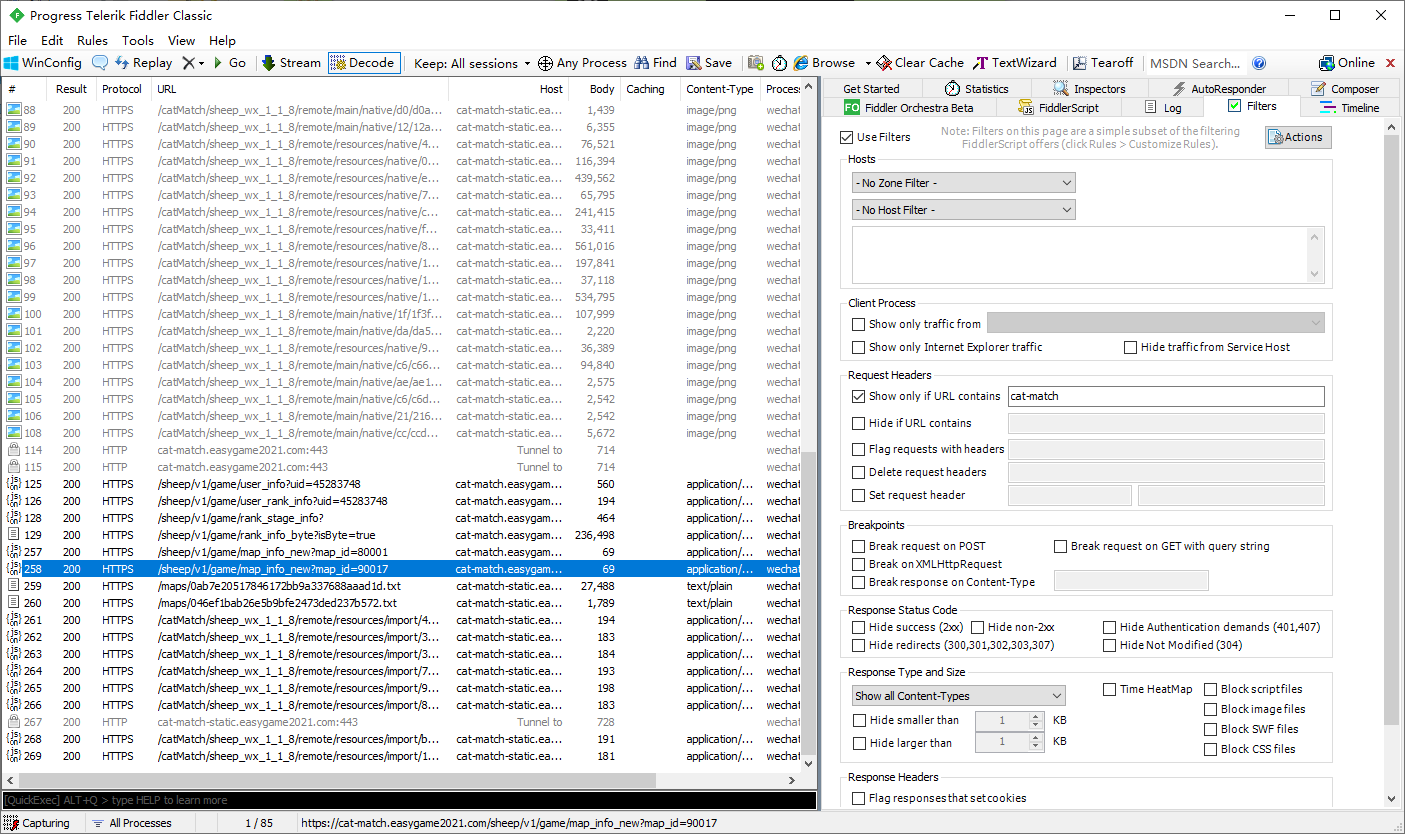 Progress Telerik Fiddler Classic
File Edit Rules Tools View Help
WinConfig Replay Go Stream Decode Keep: All sessions Any Process Find Save Browse Clear Cache TextWizard Tearoff MSDN Search... Online
# Result Protocol URL Host Body Caching Content-Type Process
88 200 HTTPS /catMatch/sheep_wx_1_1_8/remote/main/native/d0/d0a... cat-match-static.ea... 1,439 image/png wechat
89 200 HTTPS /catMatch/sheep_wx_1_1_8/remote/main/native/12/12a... cat-match-static.ea... 6,355 image/png wechat
90 200 HTTPS /catMatch/sheep_wx_1_1_8/remote/resources/native/4... cat-match-static.ea... 76,521 image/png wechat
91 200 HTTPS /catMatch/sheep_wx_1_1_8/remote/resources/native/0... cat-match-static.ea... 116,394 image/png wechat
92 200 HTTPS /catMatch/sheep_wx_1_1_8/remote/resources/native/e... cat-match-static.ea... 439,562 image/png wechat
93 200 HTTPS /catMatch/sheep_wx_1_1_8/remote/resources/native/7... cat-match-static.ea... 65,795 image/png wechat
94 200 HTTPS /catMatch/sheep_wx_1_1_8/remote/resources/native/c... cat-match-static.ea... 241,415 image/png wechat
95 200 HTTPS /catMatch/sheep_wx_1_1_8/remote/resources/native/f... cat-match-static.ea... 33,411 image/png wechat
96 200 HTTPS /catMatch/sheep_wx_1_1_8/remote/resources/native/8... cat-match-static.ea... 561,016 image/png wechat
97 200 HTTPS /catMatch/sheep_wx_1_1_8/remote/resources/native/1... cat-match-static.ea... 197,841 image/png wechat
98 200 HTTPS /catMatch/sheep_wx_1_1_8/remote/resources/native/1... cat-match-static.ea... 37,118 image/png wechat
99 200 HTTPS /catMatch/sheep_wx_1_1_8/remote/resources/native/1... cat-match-static.ea... 534,795 image/png wechat
100 200 HTTPS /catMatch/sheep_wx_1_1_8/remote/main/native/1f/1f3f... cat-match-static.ea... 107,999 image/png wechat
101 200 HTTPS /catMatch/sheep_wx_1_1_8/remote/main/native/da/da5... cat-match-static.ea... 2,220 image/png wechat
102 200 HTTPS /catMatch/sheep_wx_1_1_8/remote/resources/native/9... cat-match-static.ea... 36,389 image/png wechat
103 200 HTTPS /catMatch/sheep_wx_1_1_8/remote/main/native/c6/c66... cat-match-static.ea... 94,840 image/png wechat
104 200 HTTPS /catMatch/sheep_wx_1_1_8/remote/main/native/ae/ae1... cat-match-static.ea... 2,575 image/png wechat
105 200 HTTPS /catMatch/sheep_wx_1_1_8/remote/main/native/c6/c6d... cat-match-static.ea... 2,542 image/png wechat
106 200 HTTPS /catMatch/sheep_wx_1_1_8/remote/main/native/21/216... cat-match-static.ea... 2,542 image/png wechat
108 200 HTTPS /catMatch/sheep_wx_1_1_8/remote/main/native/cc/ccd... cat-match-static.ea... 5,672 image/png wechat
114 200 HTTP cat-match.easygame2021.com:443 Tunnel to 714 wechat
115 200 HTTP cat-match.easygame2021.com:443 Tunnel to 714 wechat
125 200 HTTPS /sheep/v1/game/user_info?uid=45283748 cat-match.easygam... 560 application/... wechat
126 200 HTTPS /sheep/v1/game/user_rank_info?uid=45283748 cat-match.easygam... 194 application/... wechat
128 200 HTTPS /sheep/v1/game/rank_stage_info? cat-match.easygam... 464 application/... wechat
129 200 HTTPS /sheep/v1/game/rank_info_byte?isByte=true cat-match.easygam... 236,498 application/... wechat
257 200 HTTPS /sheep/v1/game/map_info_new?map_id=80001 cat-match.easygam... 69 application/... wechat
258 200 HTTPS /sheep/v1/game/map_info_new?map_id=90017 cat-match.easygam... 69 application/... wechat
259 200 HTTPS /maps/0ab7e20517846172bb9a337688aaad1d.txt cat-match-static.ea... 27,488 text/plain wechat
260 200 HTTPS /maps/046ef1bab26e5b9bfe2473ded237b572.txt cat-match-static.ea... 1,789 text/plain wechat
261 200 HTTPS /catMatch/sheep_wx_1_1_8/remote/resources/import/4... cat-match-static.ea... 194 application/... wechat
262 200 HTTPS /catMatch/sheep_wx_1_1_8/remote/resources/import/3... cat-match-static.ea... 183 application/... wechat
263 200 HTTPS /catMatch/sheep_wx_1_1_8/remote/resources/import/3... cat-match-static.ea... 184 application/... wechat
264 200 HTTPS /catMatch/sheep_wx_1_1_8/remote/resources/import/7... cat-match-static.ea... 193 application/... wechat
265 200 HTTPS /catMatch/sheep_wx_1_1_8/remote/resources/import/9... cat-match-static.ea... 198 application/... wechat
266 200 HTTPS /catMatch/sheep_wx_1_1_8/remote/resources/import/8... cat-match-static.ea... 183 application/... wechat
267 200 HTTP cat-match-static.easygame2021.com:443 Tunnel to 728 wechat
268 200 HTTPS /catMatch/sheep_wx_1_1_8/remote/resources/import/b... cat-match-static.ea... 191 application/... wechat
269 200 HTTPS /catMatch/sheep_wx_1_1_8/remote/resources/import/1... cat-match-static.ea... 181 application/... wechat
[QuickExec] ALT+Q > type HELP to learn more
Capturing All Processes 1 / 85 https://cat-match.easygame2021.com/sheep/v1/game/map_info_new?map_id=90017
Get Started Statistics Inspectors AutoResponder Composer
FO Fiddler Orchestra Beta FiddlerScript Log Filters Timeline
Use Filters
Note: Filters on this page are a simple subset of the filtering
FiddlerScript offers (click Rules > Customize Rules).
Actions
Hosts
- No Zone Filter -
- No Host Filter -
Client Process
Show only traffic from
Show only Internet Explorer traffic Hide traffic from Service Host
Request Headers
Show only if URL contains cat-match
Hide if URL contains
Flag requests with headers
Delete request headers
Set request header
Breakpoints
Break request on POST Break request on GET with query string
Break on XMLHttpRequest
Break response on Content-Type
Response Status Code
Hide success (2xx) Hide non-2xx Hide Authentication demands (401,407)
Hide redirects (300,301,302,303,307) Hide Not Modified (304)
Response Type and Size
Show all Content-Types Time HeatMap Block script files
Block image files
Hide smaller than 1 KB
Block SWF files
Hide larger than 1 KB
Block CSS files
Response Headers
Flag responses that set cookies